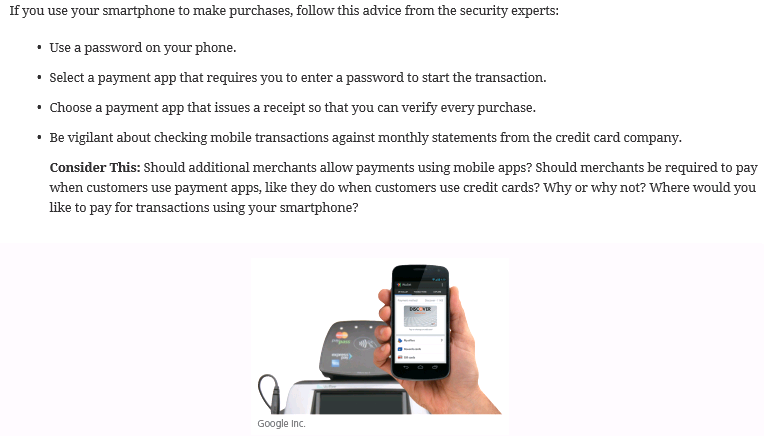 If you use your smartphone to make purchases, follow this advice from the security experts:
• Use a password on your phone.
• Select a payment app that requires you to enter a password to start the transaction.
• Choose a payment app that issues a receipt so that you can verify every purchase.
• Be vigilant about checking mobile transactions against monthly statements from the credit card company.
Consider This: Should additional merchants allow payments using mobile apps? Should merchants be required to pay
when customers use payment apps, like they do when customers use credit cards? Why or why not? Where would you
like to pay for transactions using your smartphone?
DISCOVER
Google Inc.